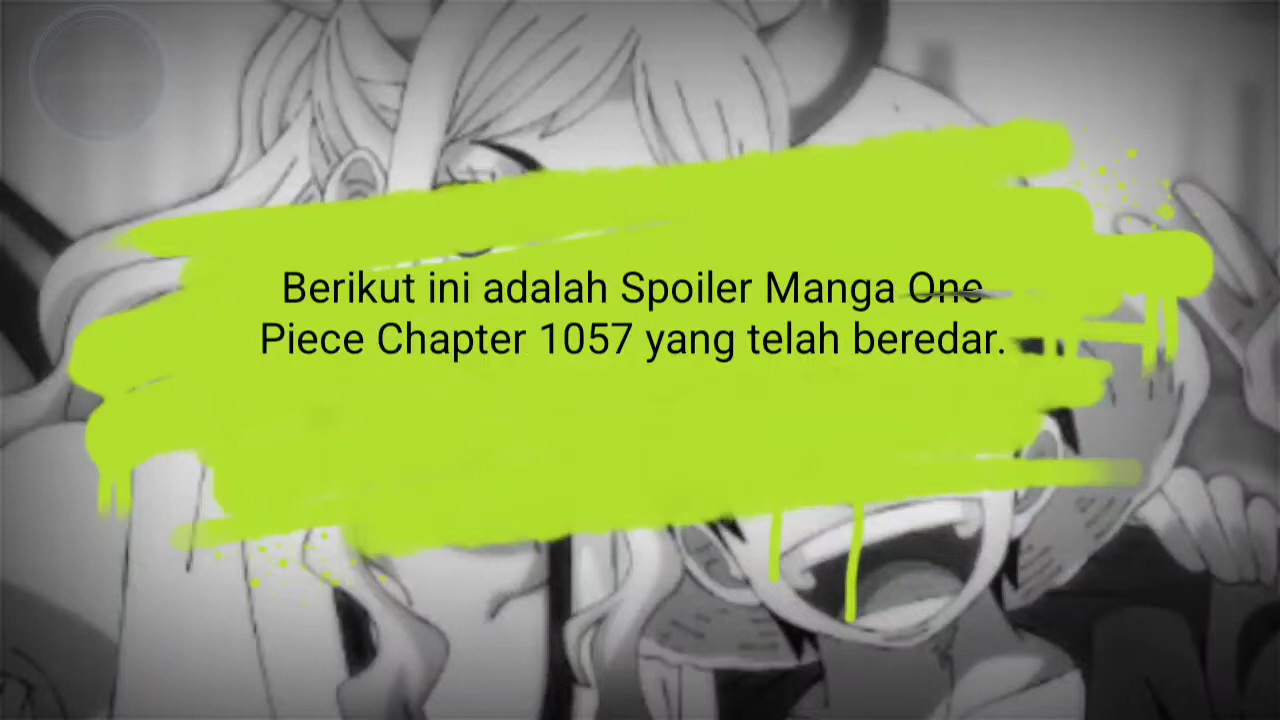 Berikut ini adalah Spoiler Manga One
Piece Chapter 1057 yang telah beredar.